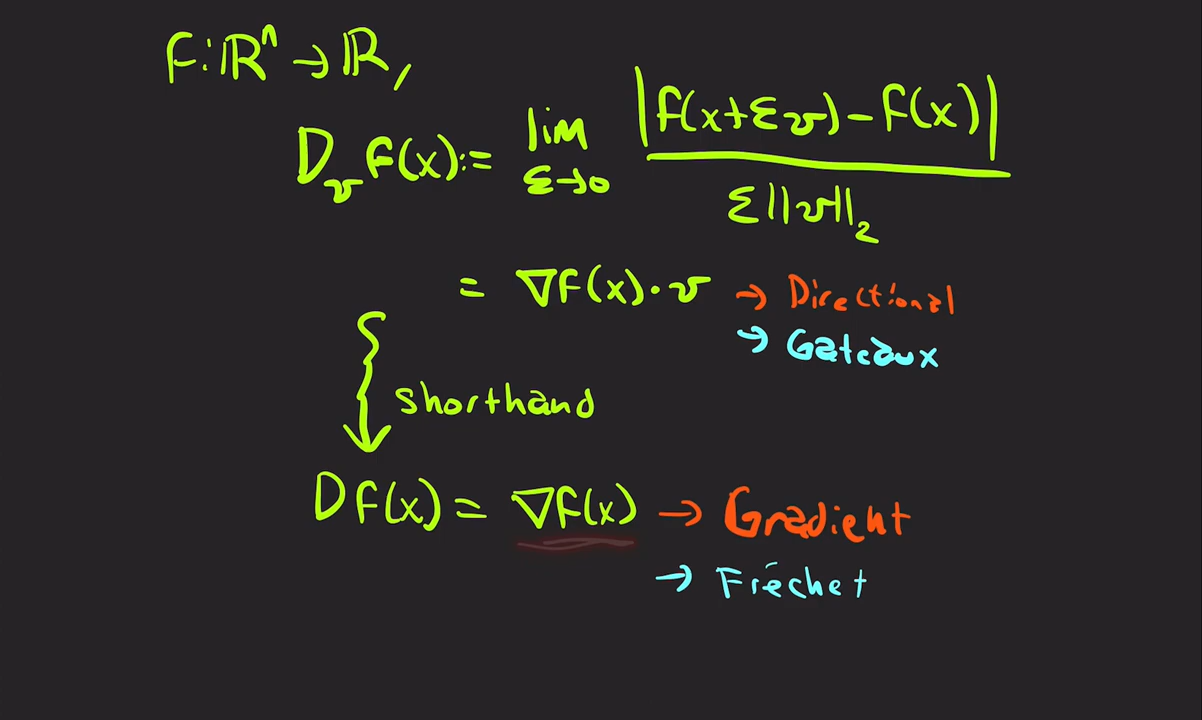 F: ℝⁿ → ℝ,
D_v F(x) := lim_{ε→0} |F(x+εv) − F(x)| / ε||v||₂
= ∇F(x)·v → Directional
→ Gateaux
shorthand
DF(x) = ∇F(x) → Gradient
→ Fréchet